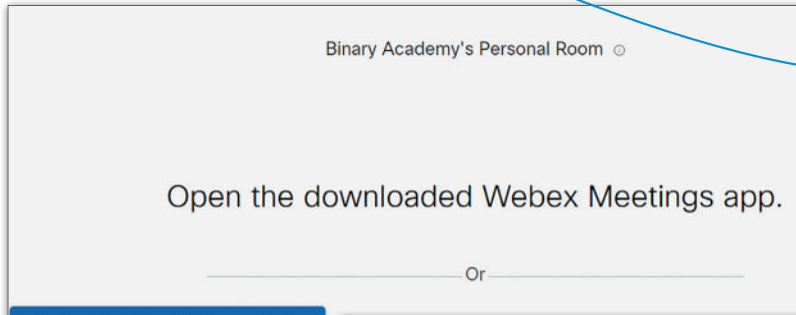 Binary Academy's Personal Room
Open the downloaded Webex Meetings app.
Or